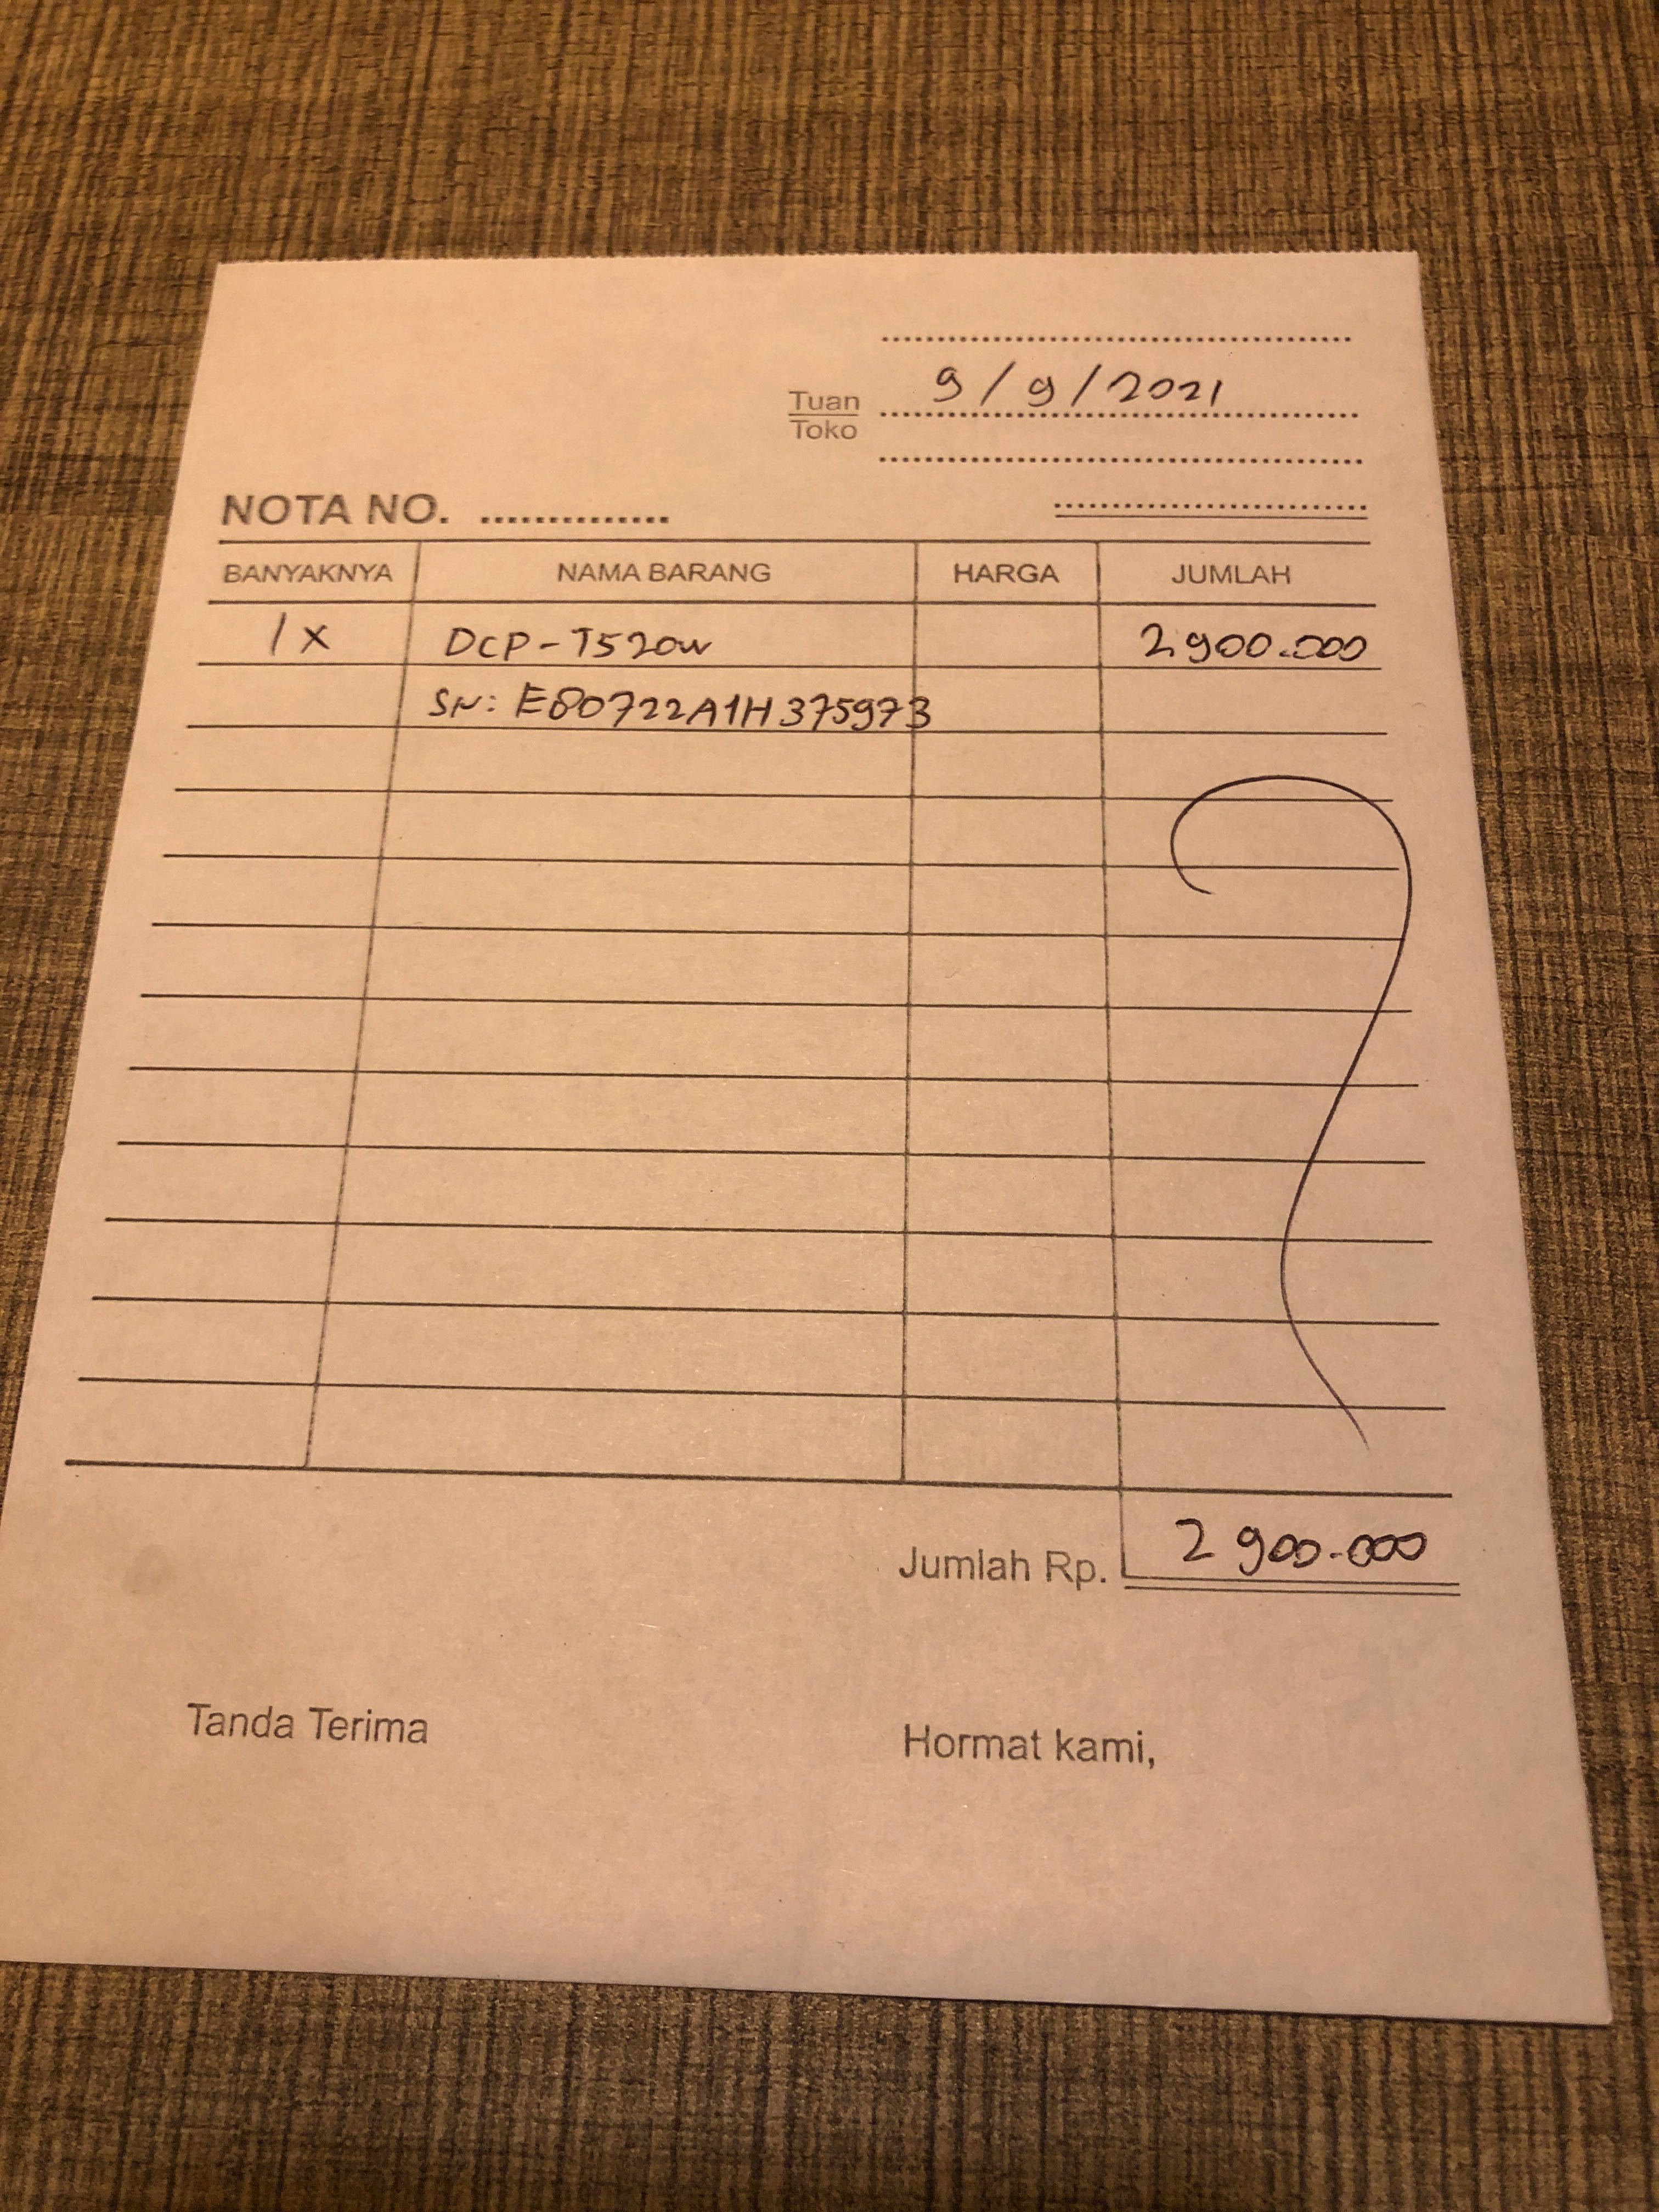 9/9/2021
Tuan
Toko
NOTA NO. ..............
BANYAKNYA NAMA BARANG HARGA JUMLAH
1x DCP-T520W 2.900.000
SN: E80722A1H375973
Jumlah Rp. 2 900.000
Tanda Terima Hormat kami,